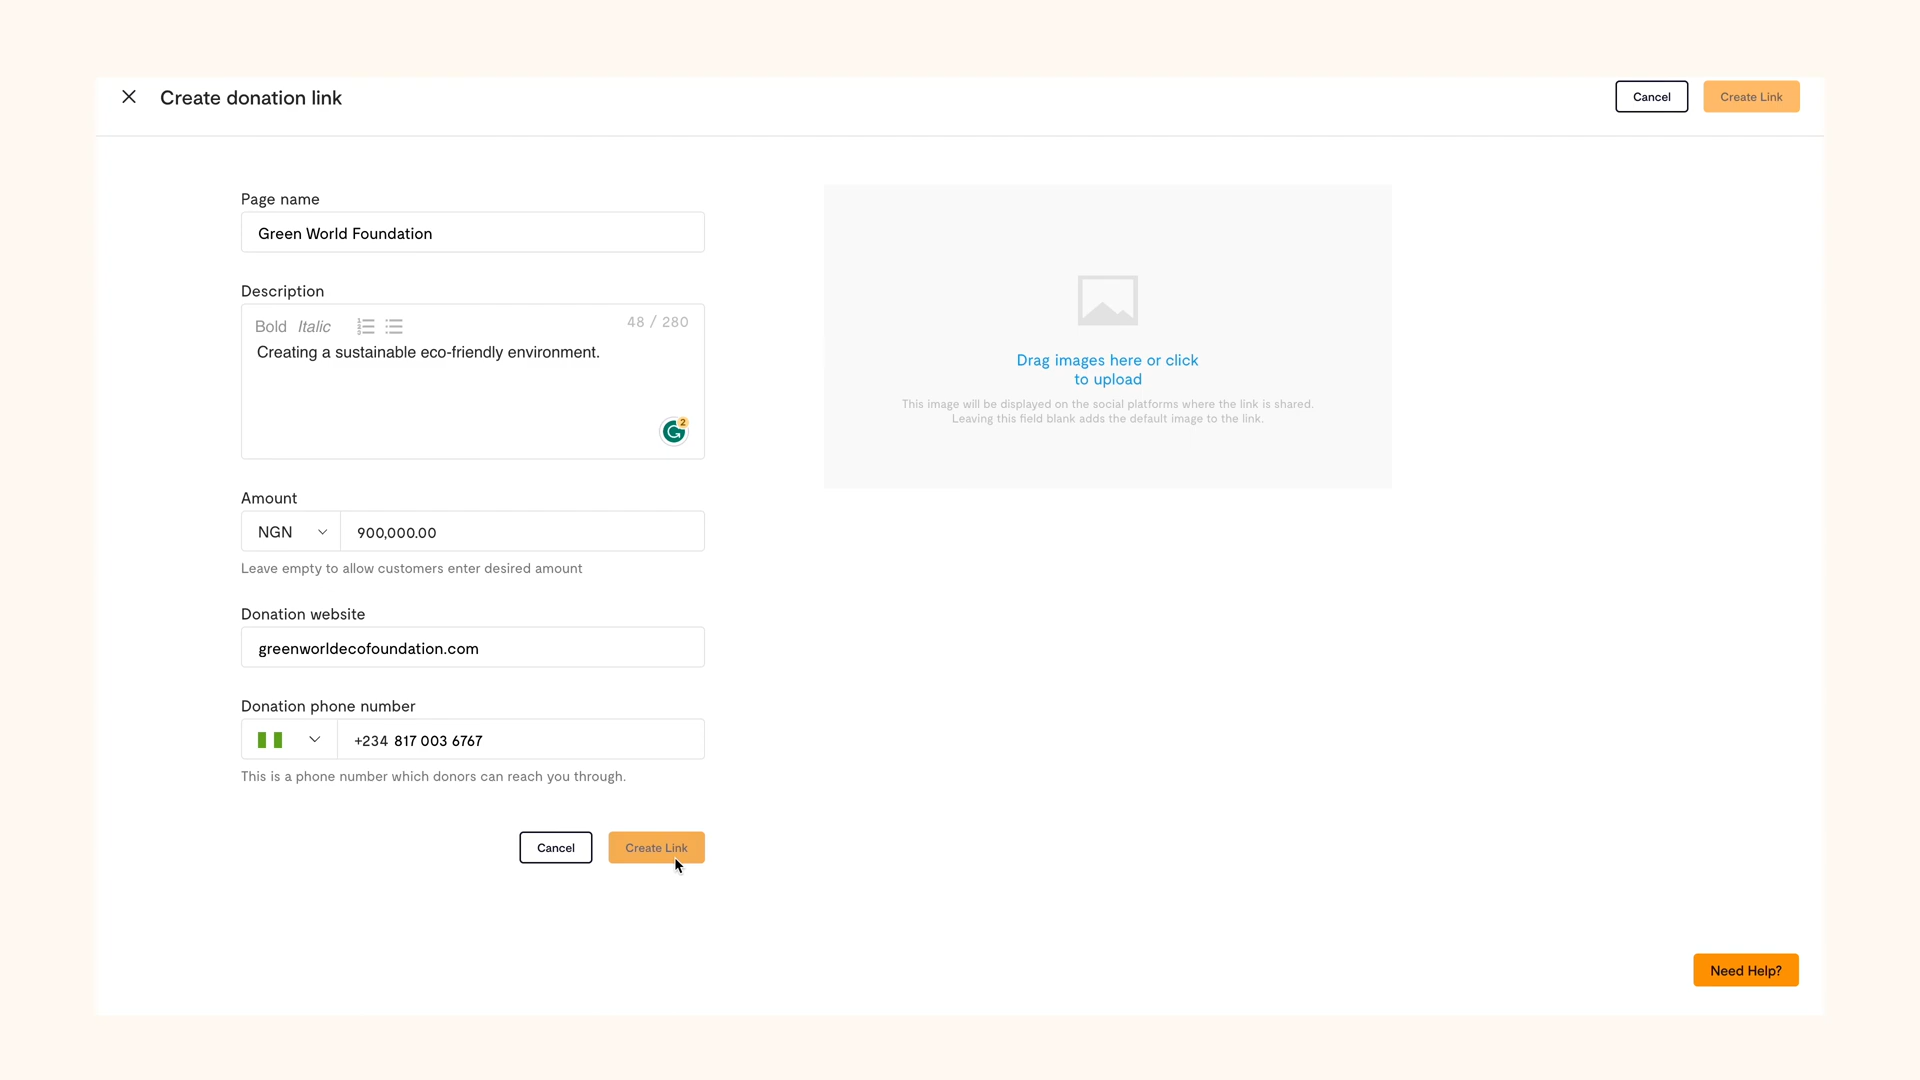 Create donation link
Cancel
Create Link
Page name
Green World Foundation
Description
Bold Italic
48 / 280
Creating a sustainable eco-friendly environment.
2
Amount
NGN
900,000.00
Leave empty to allow customers enter desired amount
Donation website
greenworldecofoundation.com
Donation phone number
+234 817 003 6767
This is a phone number which donors can reach you through.
Cancel
Create Link
Drag images here or click
to upload
This image will be displayed on the social platforms where the link is shared.
Leaving this field blank adds the default image to the link.
Need Help?